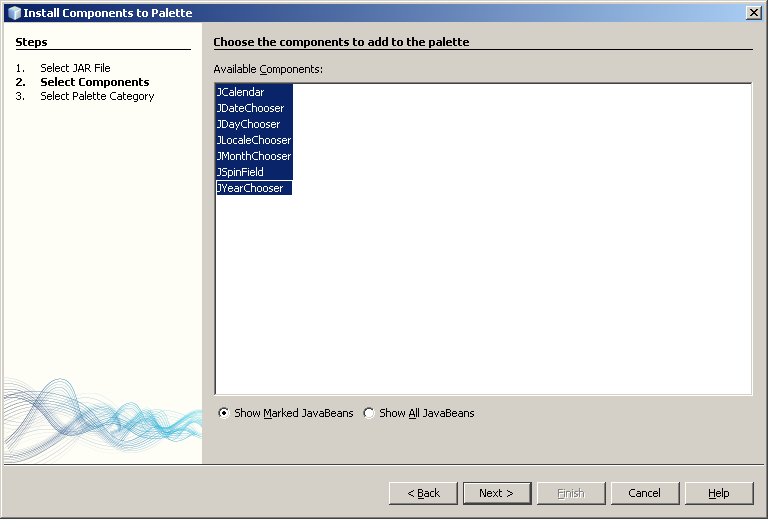 Install Components to Palette
Steps
1. Select JAR File
2. Select Components
3. Select Palette Category
Choose the components to add to the palette
Available Components:
JCalendar
JDateChooser
JDayChooser
JLocaleChooser
JMonthChooser
JSpinField
JYearChooser
Show Marked JavaBeans Show All JavaBeans
< Back Next > Finish Cancel Help